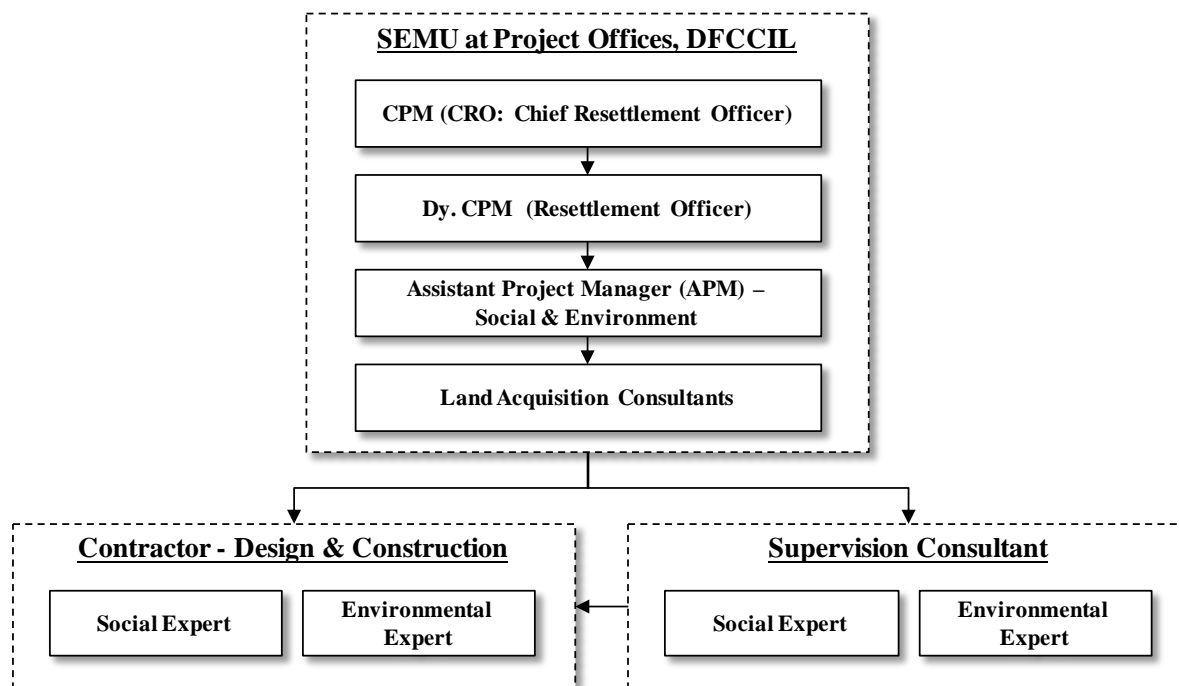 SEMU at Project Offices, DFCCIL
CPM (CRO: Chief Resettlement Officer)
Dy. CPM (Resettlement Officer)
Assistant Project Manager (APM) –
Social & Environment
Land Acquisition Consultants
Contractor - Design & Construction
Social Expert
Environmental
Expert
Supervision Consultant
Social Expert
Environmental
Expert